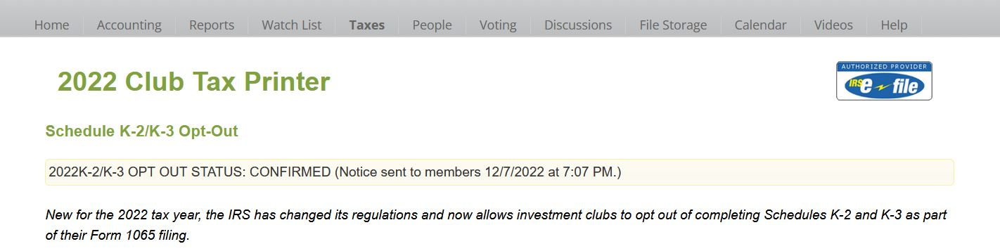 Home Accounting Reports Watch List Taxes People Voting Discussions File Storage Calendar Videos Help
2022 Club Tax Printer
AUTHORIZED PROVIDER
IRS e file
Schedule K-2/K-3 Opt-Out
2022K-2/K-3 OPT OUT STATUS: CONFIRMED (Notice sent to members 12/7/2022 at 7:07 PM.)
New for the 2022 tax year, the IRS has changed its regulations and now allows investment clubs to opt out of completing Schedules K-2 and K-3 as part
of their Form 1065 filing.